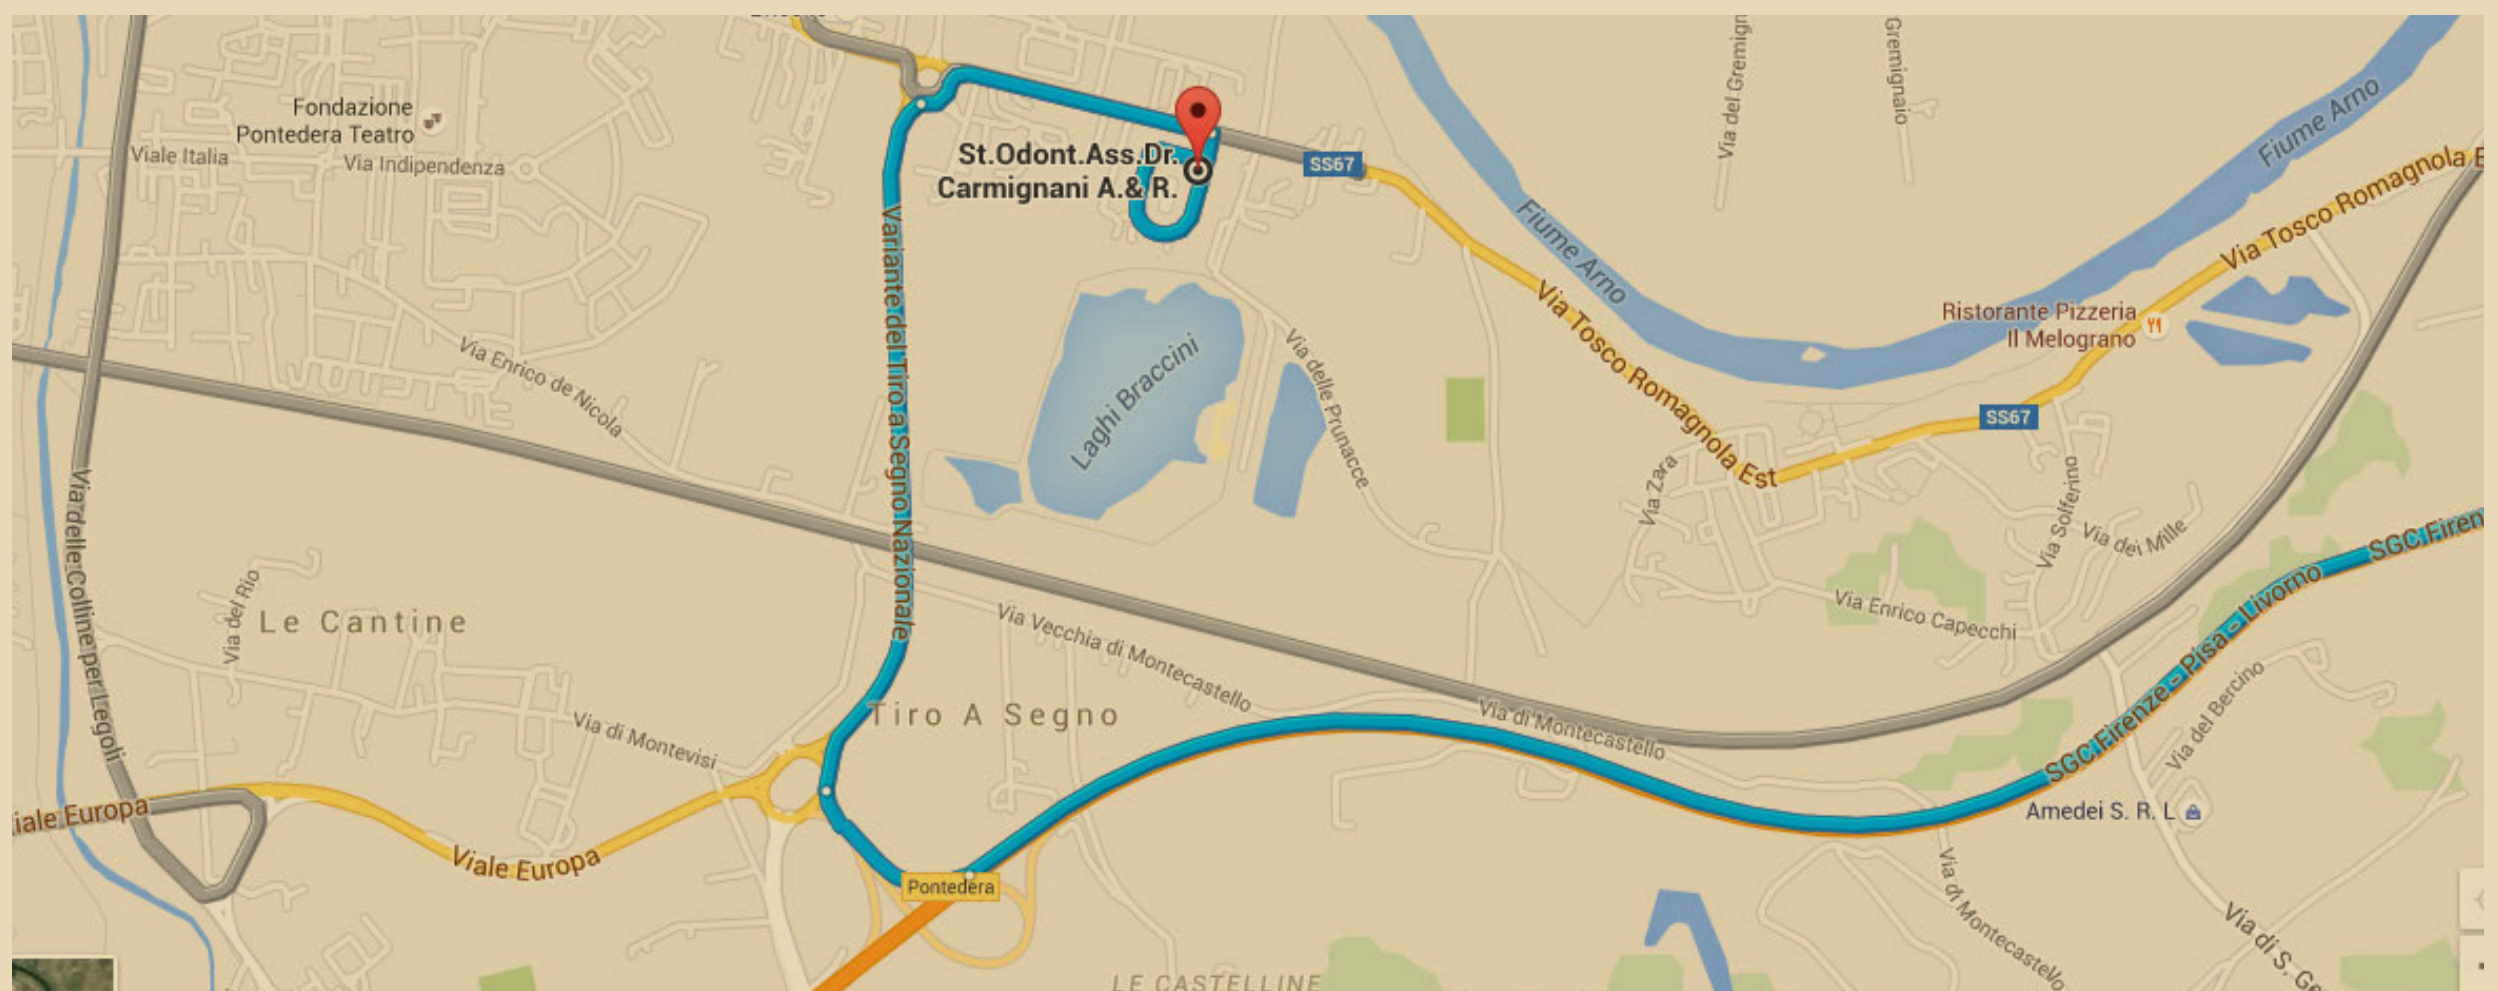 Fondazione
Pontedera Teatro
Viale Italia
Via Indipendenza
St.Odont.Ass.Dr.
Carmignani A.& R.
SS67
Via del Gremign
Gremignaio
Fiume Arno
Fiume Arno
Via Tosco Romagnola E
Via Tosco Romagnola Est
Ristorante Pizzeria
Il Melograno
SS67
Variante del Tiro a Segno Nazionale
Via Enrico de Nicola
Laghi Braccini
Via delle Prunacce
Via Zara
Via Solferino
Via dei Mille
Via delle Colline per Legoli
Via del Rio
Le Cantine
Via Vecchia di Montecastello
Via Enrico Capecchi
SGC Firen
SGC Firenze - Pisa - Livorno
Via di Montevisi
Tiro A Segno
Via di Montecastello
Via del Bercino
iale Europa
Viale Europa
Pontedera
Amedei S. R. L
Via di Montecastello
Via di S. Ge
LE CASTELLINE